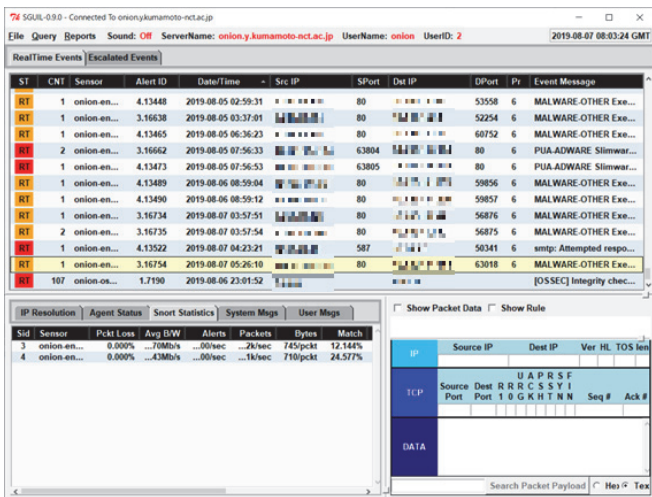 SGUIL-0.9.0 - Connected To onion.y.kumamoto-nct.ac.jp
File Query Reports Sound: Off ServerName: onion.y.kumamoto-nct.ac.jp UserName: onion UserID: 2 2019-08-07 08:03:24 GMT
RealTime Events Escalated Events
ST CNT Sensor Alert ID Date/Time Src IP SPort Dst IP DPort Pr Event Message
RT 1 onion-en... 4.13448 2019-08-05 02:59:31 80 53558 6 MALWARE-OTHER Exe...
RT 1 onion-en... 3.16638 2019-08-05 03:37:01 80 52254 6 MALWARE-OTHER Exe...
RT 1 onion-en... 4.13465 2019-08-05 06:36:23 80 60752 6 MALWARE-OTHER Exe...
RT 2 onion-en... 3.16662 2019-08-05 07:56:33 63804 80 6 PUA-ADWARE Slimwar...
RT 1 onion-en... 4.13473 2019-08-05 07:56:53 63805 80 6 PUA-ADWARE Slimwar...
RT 1 onion-en... 4.13489 2019-08-06 08:59:04 80 59856 6 MALWARE-OTHER Exe...
RT 1 onion-en... 4.13490 2019-08-06 08:59:12 80 59857 6 MALWARE-OTHER Exe...
RT 1 onion-en... 3.16734 2019-08-07 03:57:51 80 56876 6 MALWARE-OTHER Exe...
RT 2 onion-en... 3.16735 2019-08-07 03:57:54 80 56875 6 MALWARE-OTHER Exe...
RT 1 onion-en... 4.13522 2019-08-07 04:23:21 587 50341 6 smtp: Attempted respo...
RT 1 onion-en... 3.16754 2019-08-07 05:26:10 80 63018 6 MALWARE-OTHER Exe...
RT 107 onion-os... 1.7190 2019-08-06 23:01:52 [OSSEC] Integrity chec...
IP Resolution Agent Status Snort Statistics System Msgs User Msgs
Sid Sensor Pckt Loss Avg B/W Alerts Packets Bytes Match
3 onion-en... 0.000% ...70Mb/s ...00/sec ...2k/sec 745/pckt 12.144%
4 onion-en... 0.000% ...43Mb/s ...00/sec ...1k/sec 710/pckt 24.577%
Show Packet Data Show Rule
IP Source IP Dest IP Ver HL TOS len
U A P R S F
TCP Source Dest R R R C S S Y I
Port Port 1 0 G K H T N N Seq # Ack #
DATA
Search Packet Payload Hex Tex